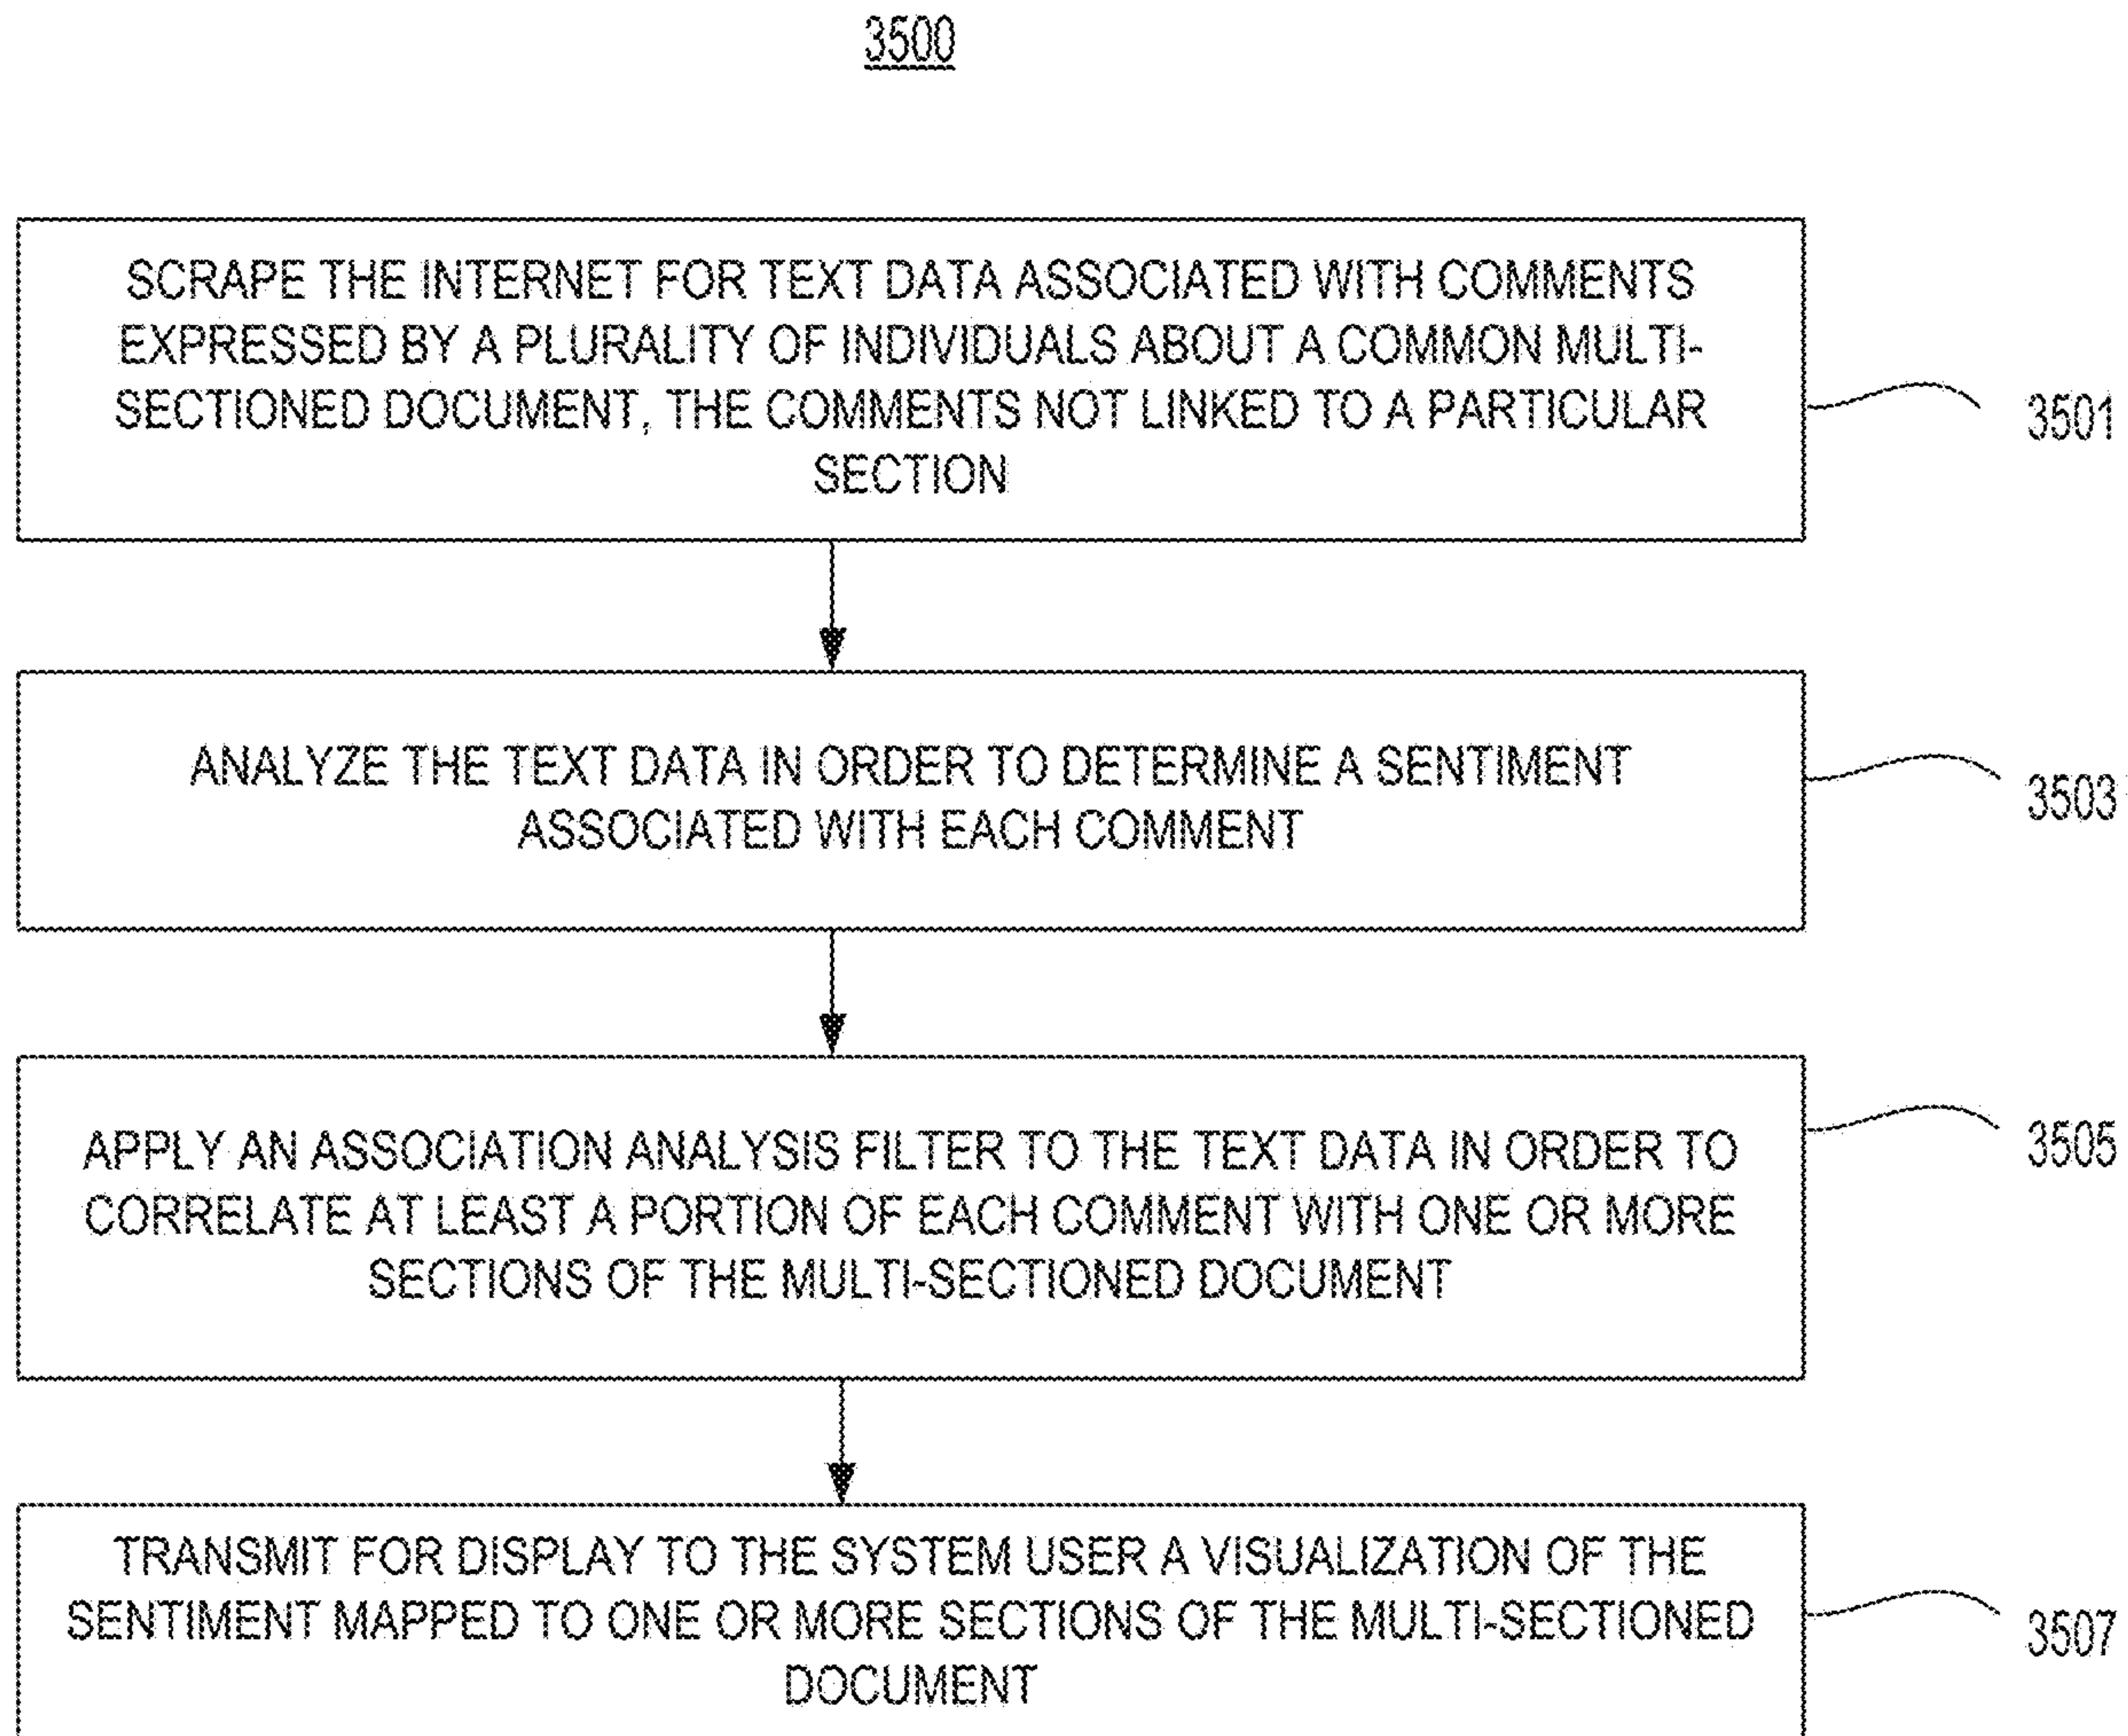 3500
SCRAPE THE INTERNET FOR TEXT DATA ASSOCIATED WITH COMMENTS
EXPRESSED BY A PLURALITY OF INDIVIDUALS ABOUT A COMMON MULTI-
SECTIONED DOCUMENT, THE COMMENTS NOT LINKED TO A PARTICULAR
SECTION
3501
ANALYZE THE TEXT DATA IN ORDER TO DETERMINE A SENTIMENT
ASSOCIATED WITH EACH COMMENT
3503
APPLY AN ASSOCIATION ANALYSIS FILTER TO THE TEXT DATA IN ORDER TO
CORRELATE AT LEAST A PORTION OF EACH COMMENT WITH ONE OR MORE
SECTIONS OF THE MULTI-SECTIONED DOCUMENT
3505
TRANSMIT FOR DISPLAY TO THE SYSTEM USER A VISUALIZATION OF THE
SENTIMENT MAPPED TO ONE OR MORE SECTIONS OF THE MULTI-SECTIONED
DOCUMENT
3507